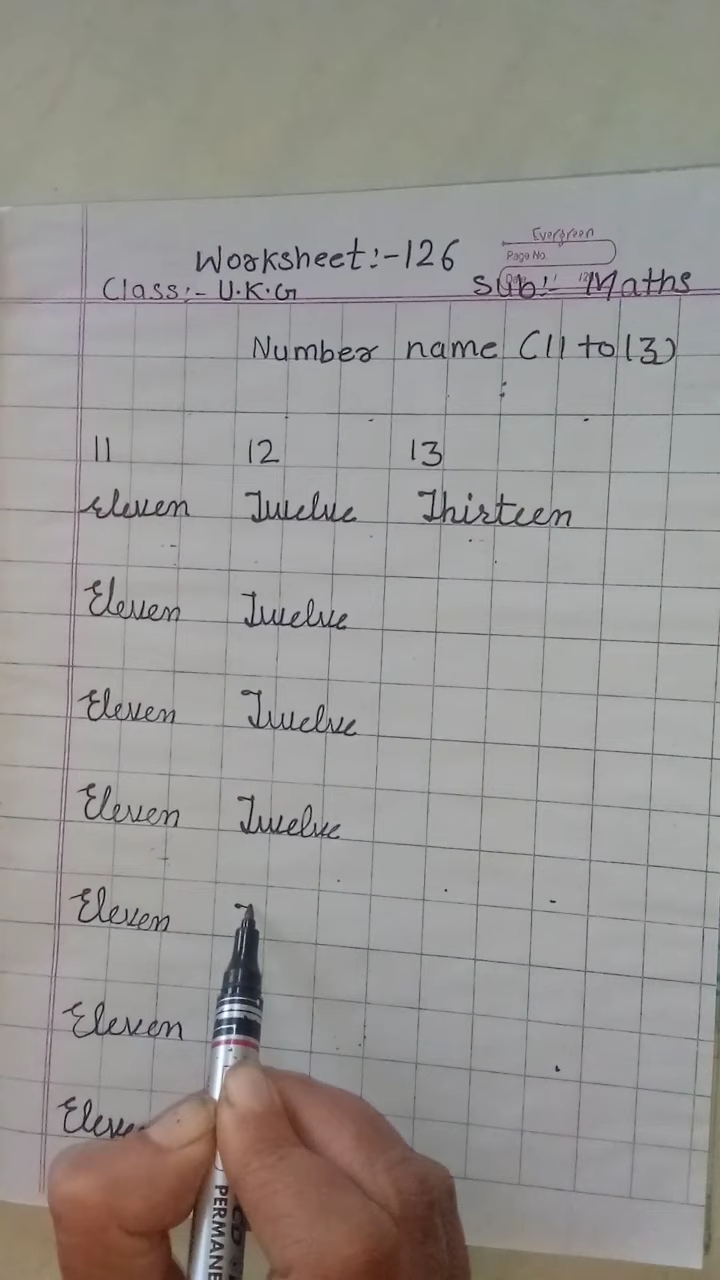 Evergreen
Worksheet:-126
Page No.
Class:- U.K.G
Sub:- Maths
Number name (11 to 13)
11 12 13
Eleven Twelve Thirteen
Eleven Twelve
Eleven Twelve
Eleven Twelve
Eleven
Eleven
PERMANE